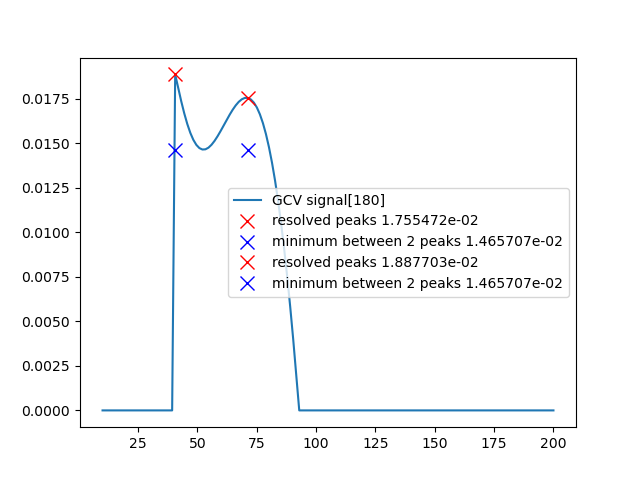 0.0175
0.0150
0.0125
0.0100
0.0075
0.0050
0.0025
0.0000
GCV signal[180]
resolved peaks 1.755472e-02
minimum between 2 peaks 1.465707e-02
resolved peaks 1.887703e-02
minimum between 2 peaks 1.465707e-02
25 50 75 100 125 150 175 200